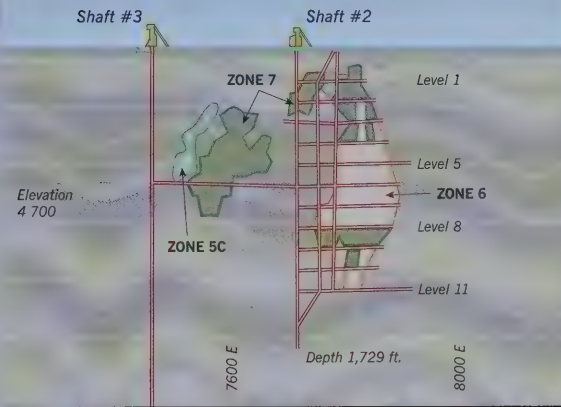 Shaft #3
Shaft #2
ZONE 7
Level 1
Level 5
Elevation
4 700
ZONE 6
Level 8
ZONE 5C
Level 11
Depth 1,729 ft.
7600 E
8000 E